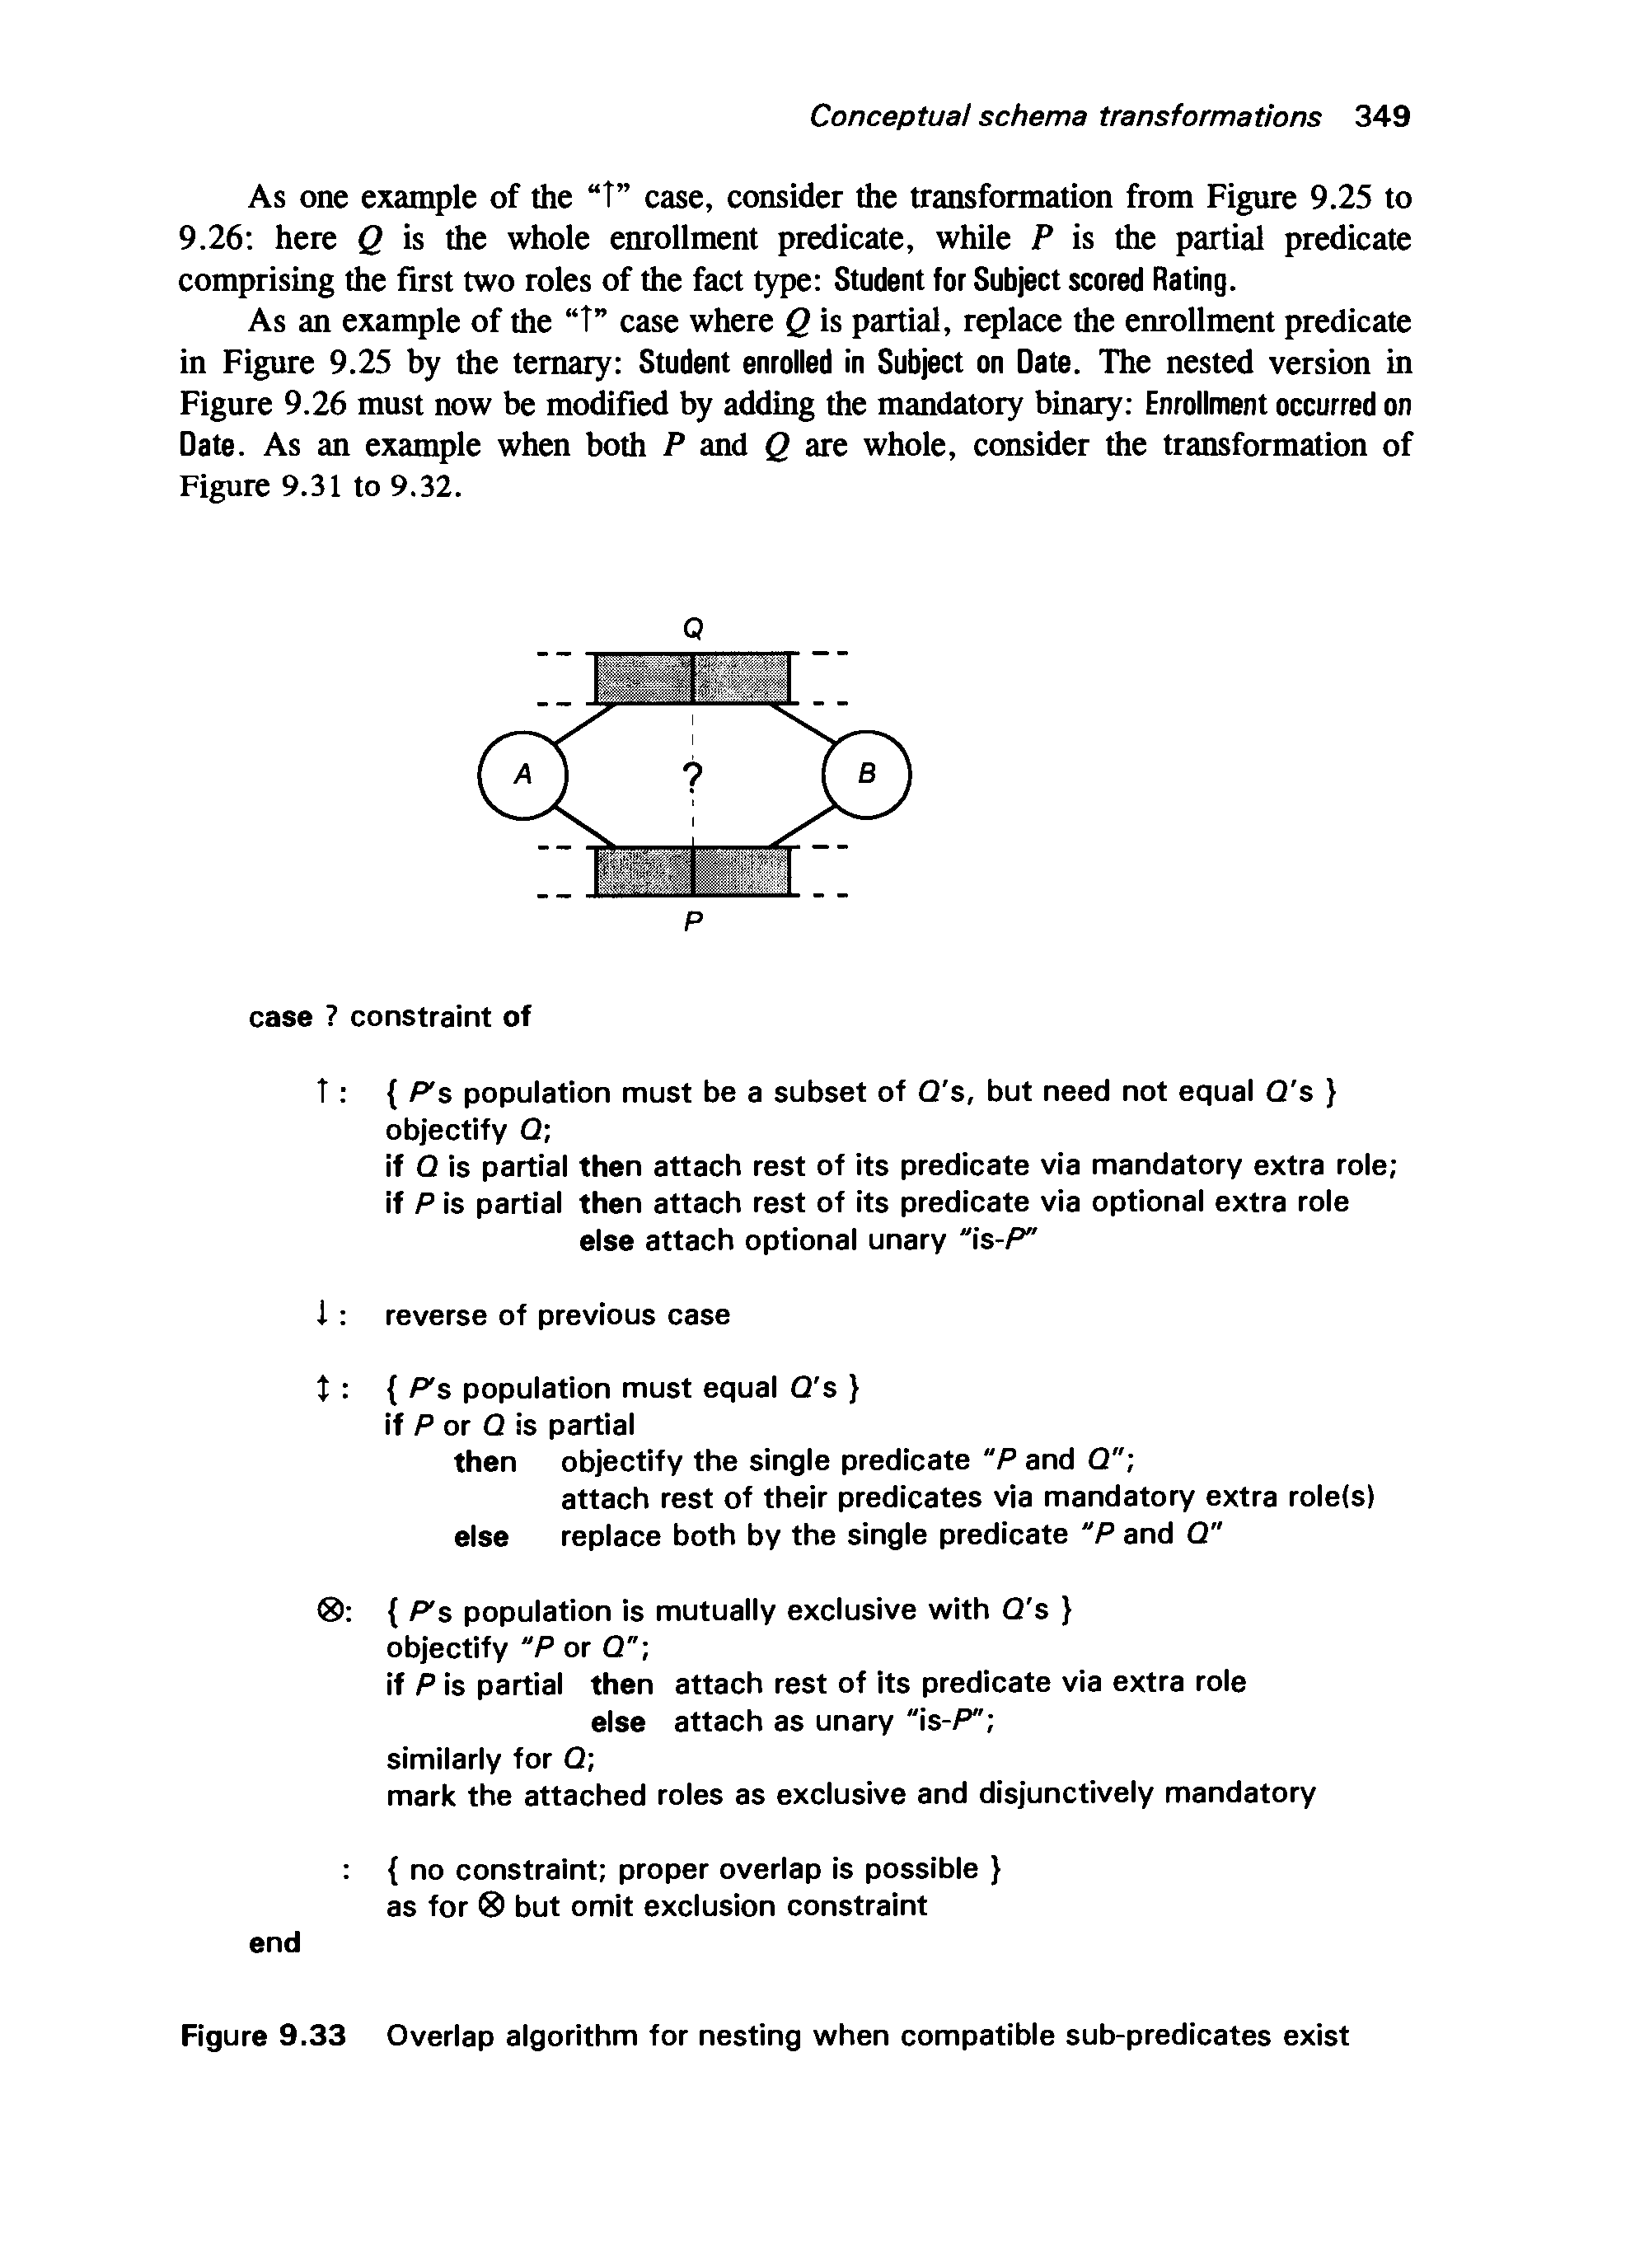 Conceptual schema transformations 349
As one example of the “↑” case, consider the transformation from Figure 9.25 to
9.26: here Q is the whole enrollment predicate, while P is the partial predicate
comprising the first two roles of the fact type: Student for Subject scored Rating.
As an example of the “↑” case where Q is partial, replace the enrollment predicate
in Figure 9.25 by the ternary: Student enrolled in Subject on Date. The nested version in
Figure 9.26 must now be modified by adding the mandatory binary: Enrollment occurred on
Date. As an example when both P and Q are whole, consider the transformation of
Figure 9.31 to 9.32.
Q
A ? B
P
case ? constraint of
↑ : { P's population must be a subset of Q's, but need not equal Q's }
objectify Q;
if Q is partial then attach rest of its predicate via mandatory extra role;
if P is partial then attach rest of its predicate via optional extra role
else attach optional unary "is-P"
↓ : reverse of previous case
↕ : { P's population must equal Q's }
if P or Q is partial
then objectify the single predicate "P and Q";
attach rest of their predicates via mandatory extra role(s)
else replace both by the single predicate "P and Q"
⊗: { P's population is mutually exclusive with Q's }
objectify "P or Q";
if P is partial then attach rest of its predicate via extra role
else attach as unary "is-P";
similarly for Q;
mark the attached roles as exclusive and disjunctively mandatory
: { no constraint; proper overlap is possible }
as for ⊗ but omit exclusion constraint
end
Figure 9.33 Overlap algorithm for nesting when compatible sub-predicates exist